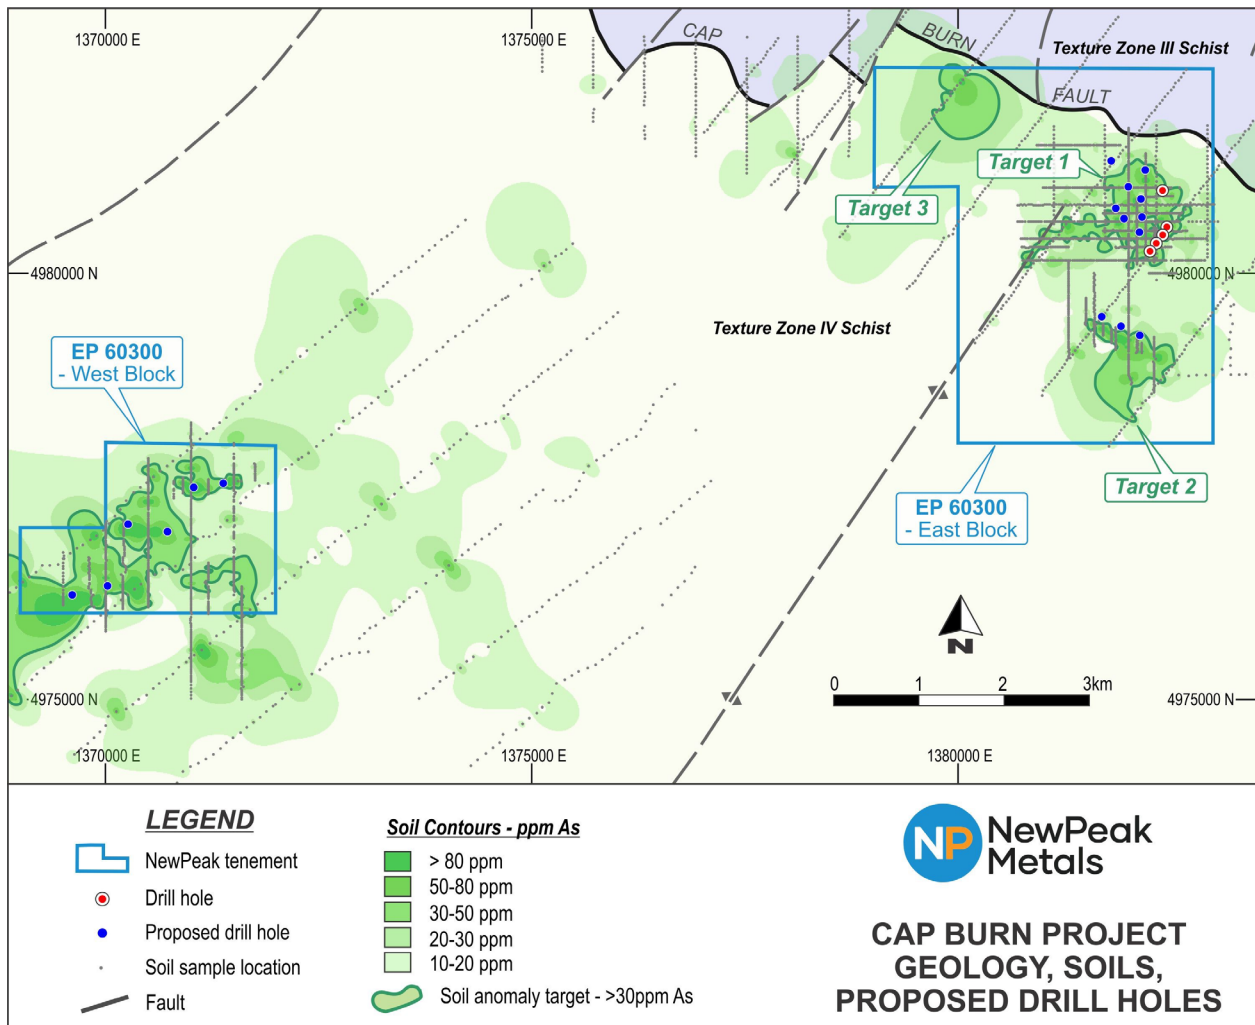 1370000 E
1375000 E
CAP
BURN
FAULT
Texture Zone III Schist
Target 1
Target 3
4980000 N
4980000 N
Texture Zone IV Schist
EP 60300
- West Block
Target 2
EP 60300
- East Block
N
0 1 2 3km
4975000 N
4975000 N
1370000 E
1375000 E
1380000 E
LEGEND
NewPeak tenement
Drill hole
Proposed drill hole
Soil sample location
Fault
Soil Contours - ppm As
> 80 ppm
50-80 ppm
30-50 ppm
20-30 ppm
10-20 ppm
Soil anomaly target - >30ppm As
NP
NewPeak
Metals
CAP BURN PROJECT
GEOLOGY, SOILS,
PROPOSED DRILL HOLES